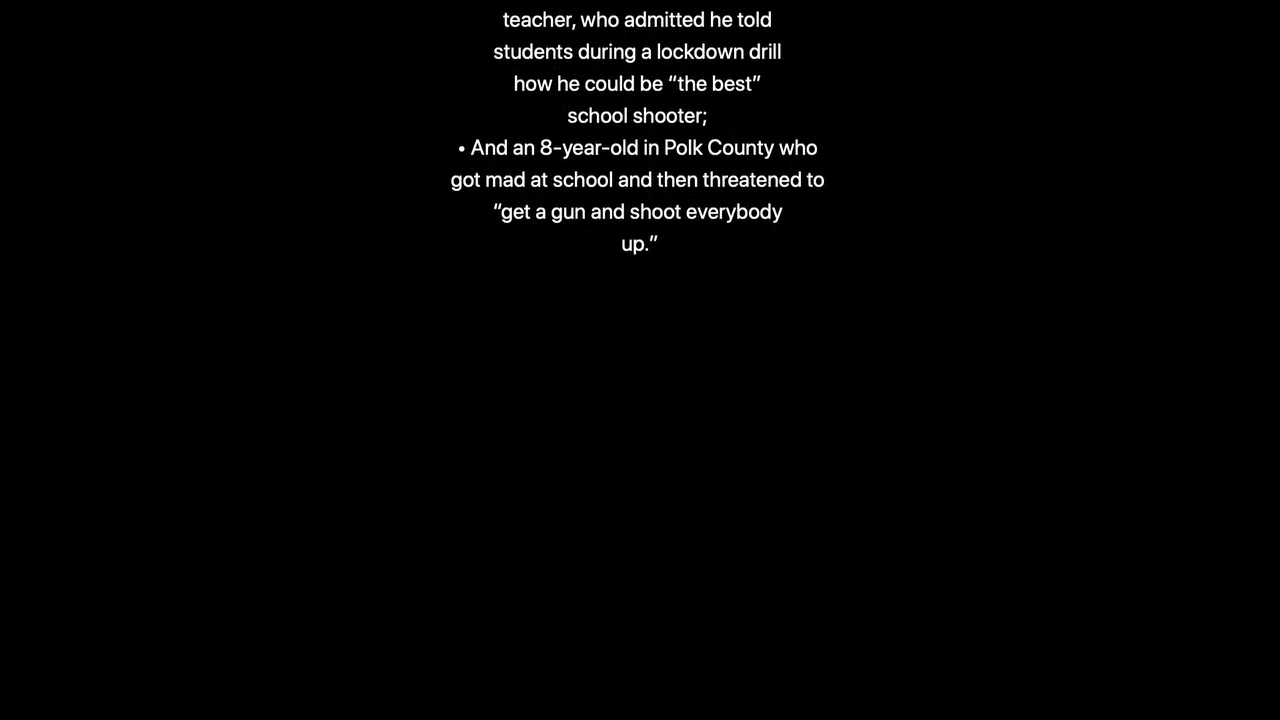 teacher, who admitted he told
students during a lockdown drill
how he could be “the best”
school shooter;
• And an 8-year-old in Polk County who
got mad at school and then threatened to
“get a gun and shoot everybody
up.”